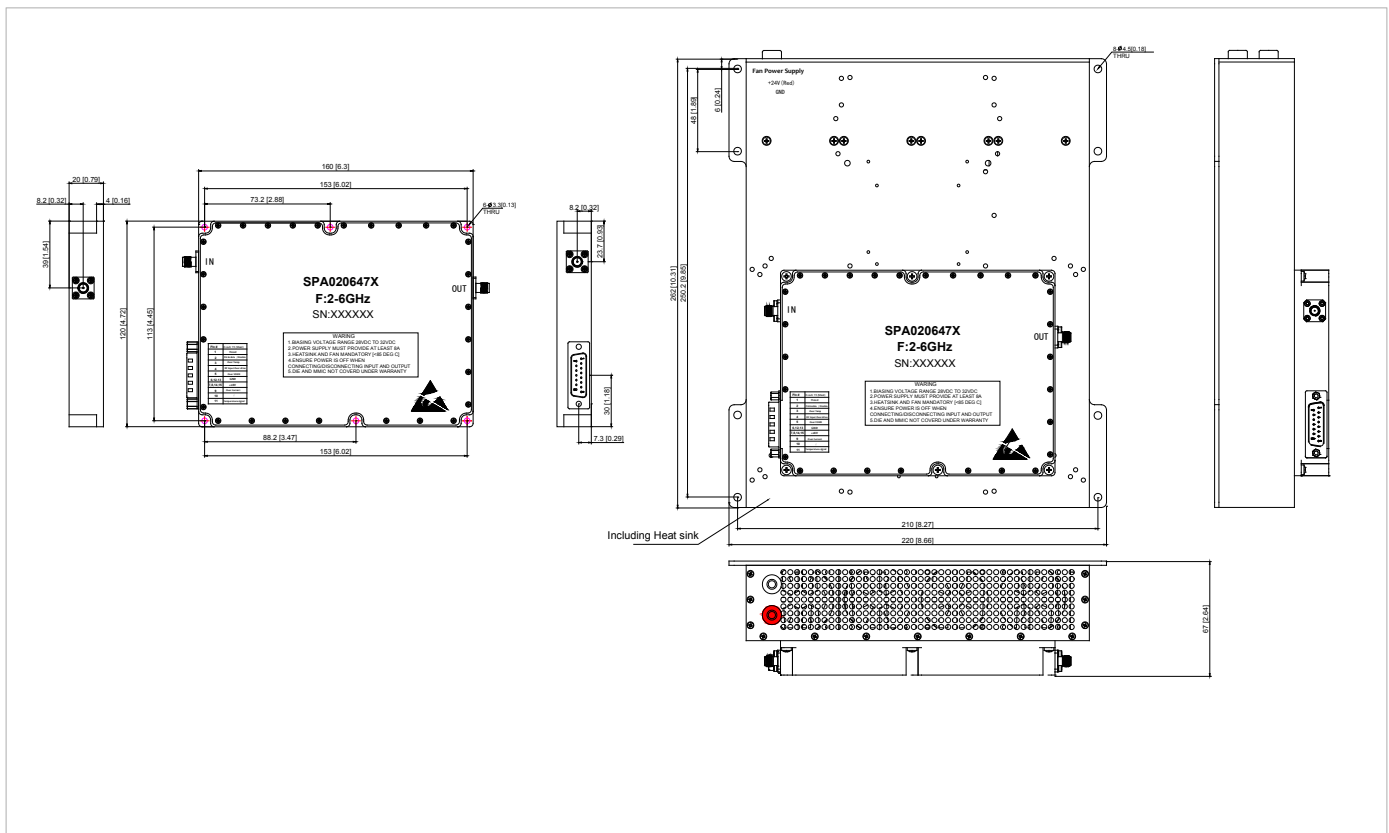 8-Ø4.5[0.18]
THRU
Fan Power Supply
+24V (Red)
GND
6 [0.24]
48 [1.89]
262 [10.31]
250.2 [9.85]
160 [6.3]
153 [6.02]
73.2 [2.88]
6-Ø3.3[0.13]
THRU
20 [0.79]
8.2 [0.32]
4 [0.16]
39 [1.54]
120 [4.72]
113 [4.45]
IN
OUT
SPA020647X
F:2-6GHz
SN:XXXXXX
WARING
1.BIASING VOLTAGE RANGE 28VDC TO 32VDC
2.POWER SUPPLY MUST PROVIDE AT LEAST 8A
3.HEATSINK AND FAN MANDATORY [<85 DEG C]
4.ENSURE POWER IS OFF WHEN
CONNECTING/DISCONNECTING INPUT AND OUTPUT
5.DIE AND MMIC NOT COVERD UNDER WARRANTY
88.2 [3.47]
153 [6.02]
8.2 [0.32]
23.7 [0.93]
30 [1.18]
7.3 [0.29]
IN
OUT
SPA020647X
F:2-6GHz
SN:XXXXXX
WARING
1.BIASING VOLTAGE RANGE 28VDC TO 32VDC
2.POWER SUPPLY MUST PROVIDE AT LEAST 8A
3.HEATSINK AND FAN MANDATORY [<85 DEG C]
4.ENSURE POWER IS OFF WHEN
CONNECTING/DISCONNECTING INPUT AND OUTPUT
5.DIE AND MMIC NOT COVERD UNDER WARRANTY
Including Heat sink
210 [8.27]
220 [8.66]
67 [2.64]